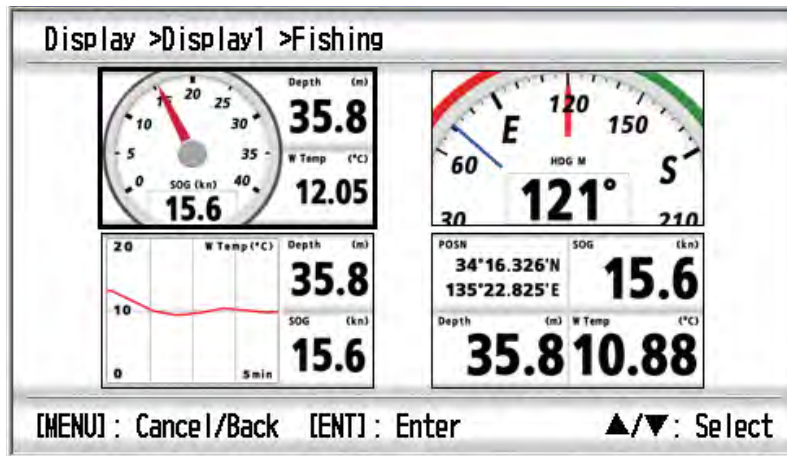 Display >Display1 >Fishing
0 5 10 15 20 25 30 35 40
SOG (kn)
15.6
Depth (m)
35.8
W Temp (°C)
12.05
30 60 E 120 150 S 210
HDG M
121°
20 W Temp(°C)
10
0 5min
Depth (m)
35.8
SOG (kn)
15.6
POSN
34°16.326'N
135°22.825'E
SOG (kn)
15.6
Depth (m)
35.8
W Temp (°C)
10.88
[MENU]: Cancel/Back [ENT]: Enter ▲/▼: Select